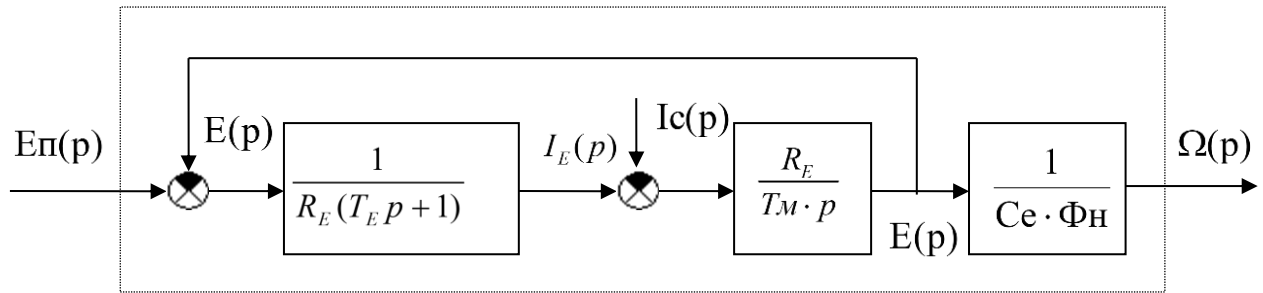 Eп(p)
E(p)
1
R_E (T_E p + 1)
I_E (p)
Ic(p)
R_E
Tм · p
E(p)
1
Ce · Фн
Ω(p)